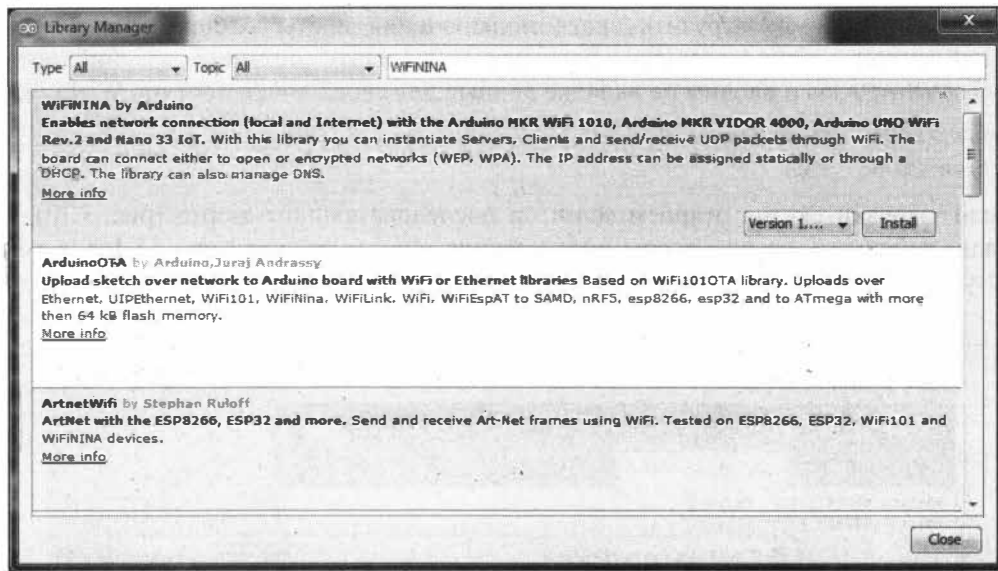 Library Manager
X
Type All Topic All WiFiNINA
WiFiNINA by Arduino
Enables network connection (local and Internet) with the Arduino MKR WiFi 1010, Arduino MKR VIDOR 4000, Arduino UNO WiFi
Rev.2 and Nano 33 IoT. With this library you can instantiate Servers, Clients and send/receive UDP packets through WiFi. The
board can connect either to open or encrypted networks (WEP, WPA). The IP address can be assigned statically or through a
DHCP. The library can also manage DNS.
More info
Version 1.... Install
ArduinoOTA by Arduino,Juraj Andrassy
Upload sketch over network to Arduino board with WiFi or Ethernet libraries Based on WiFi101OTA library. Uploads over
Ethernet, UIPEthernet, WiFi101, WiFiNina, WiFiLink, WiFi, WiFiEspAT to SAMD, nRF5, esp8266, esp32 and to ATmega with more
then 64 kB flash memory.
More info
ArtnetWifi by Stephan Ruloff
ArtNet with the ESP8266, ESP32 and more. Send and receive Art-Net frames using WiFi. Tested on ESP8266, ESP32, WiFi101 and
WiFiNINA devices.
More info
Close